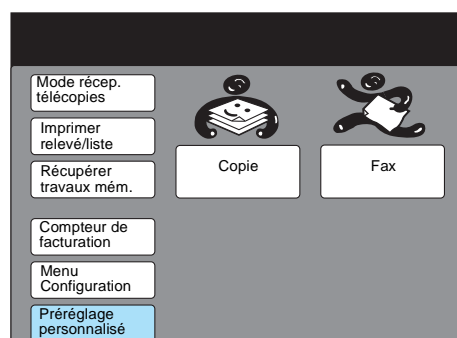 Mode récep.
télécopies
Imprimer
relevé/liste
Récupérer
travaux mém.
Compteur de
facturation
Menu
Configuration
Préréglage
personnalisé
Copie
Fax